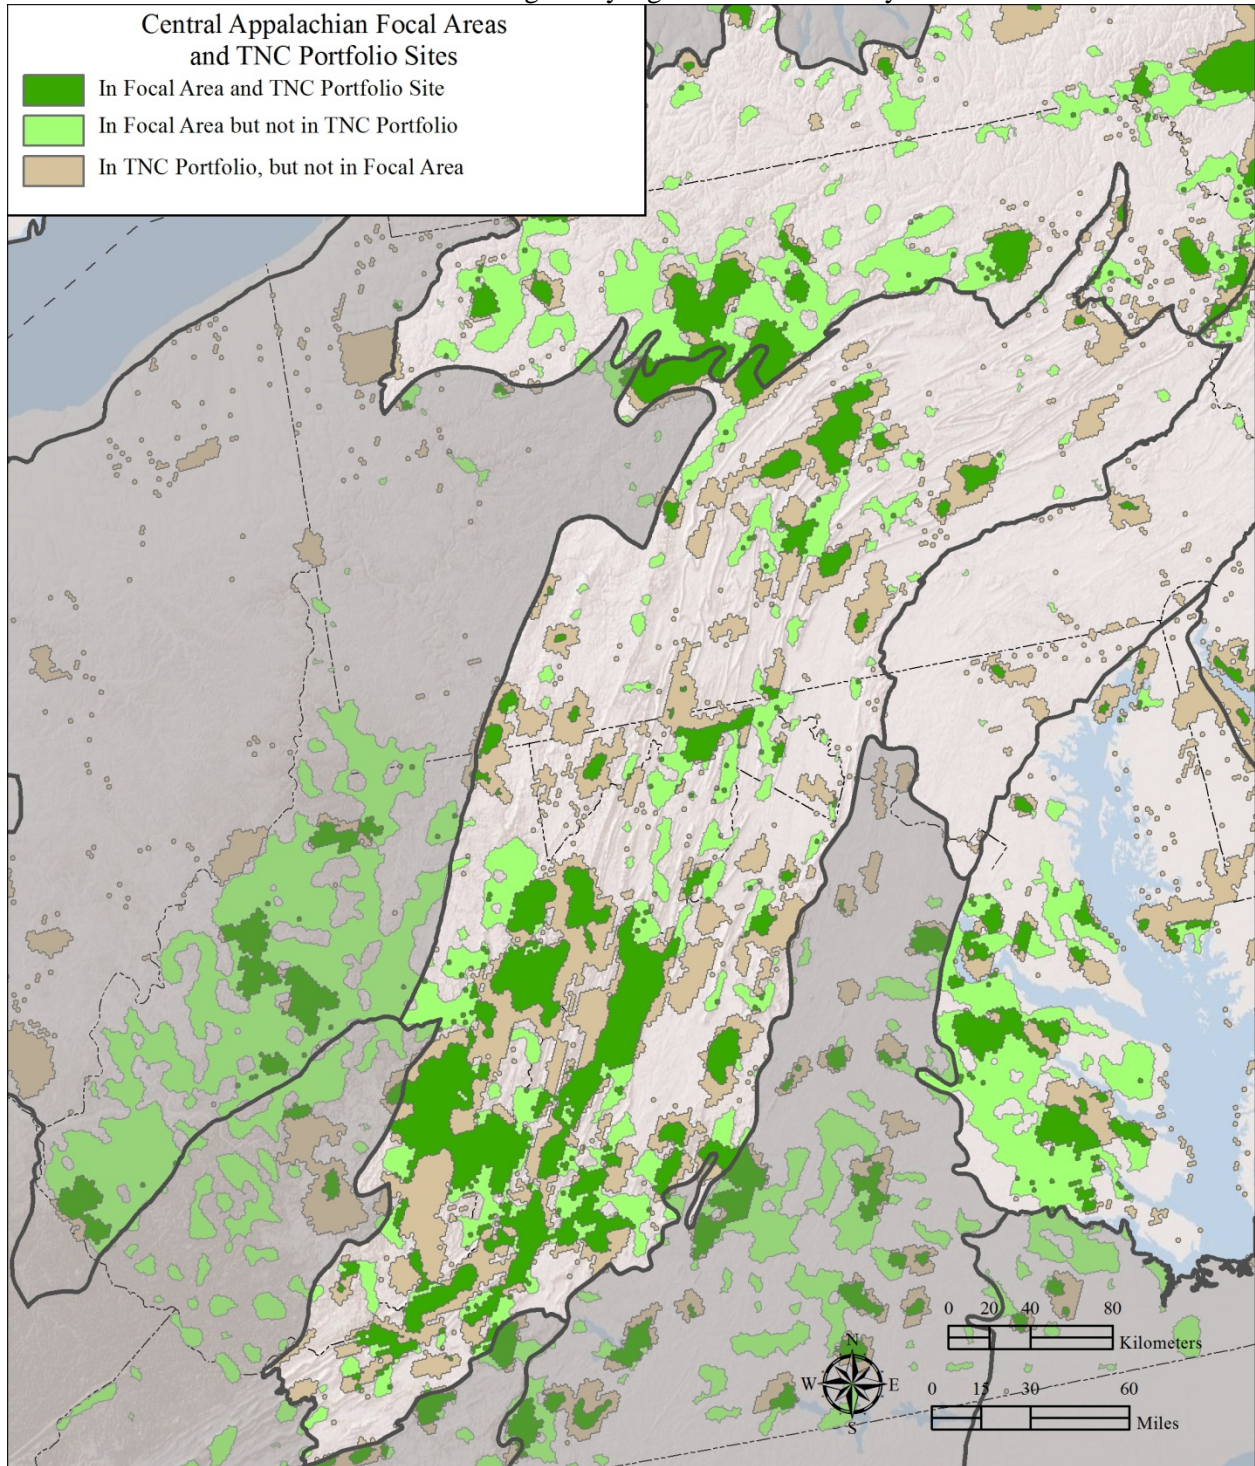 Central Appalachian Focal Areas
and TNC Portfolio Sites
In Focal Area and TNC Portfolio Site
In Focal Area but not in TNC Portfolio
In TNC Portfolio, but not in Focal Area
0 20 40 80
Kilometers
N
W E
S
0 15 30 60
Miles